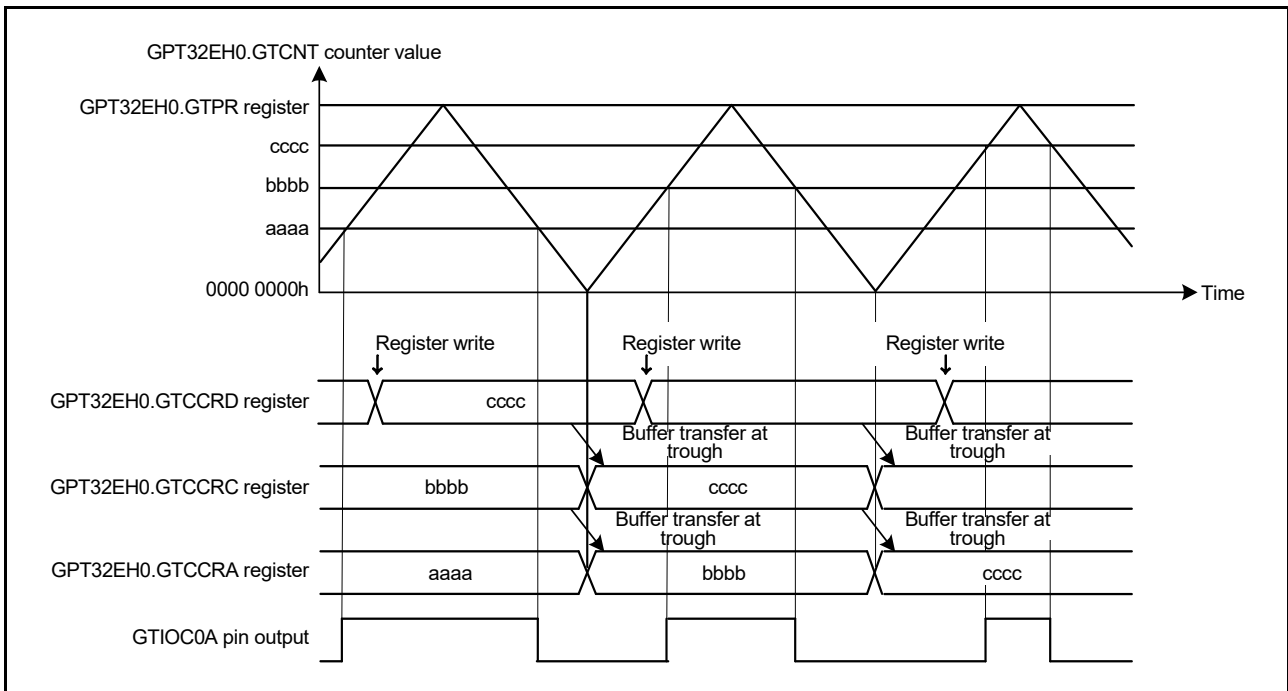 GPT32EH0.GTCNT counter value
GPT32EH0.GTPR register
cccc
bbbb
aaaa
0000 0000h
Time
Register write
Register write
Register write
GPT32EH0.GTCCRD register
cccc
Buffer transfer at
trough
Buffer transfer at
trough
GPT32EH0.GTCCRC register
bbbb
cccc
Buffer transfer at
trough
Buffer transfer at
trough
GPT32EH0.GTCCRA register
aaaa
bbbb
cccc
GTIOC0A pin output